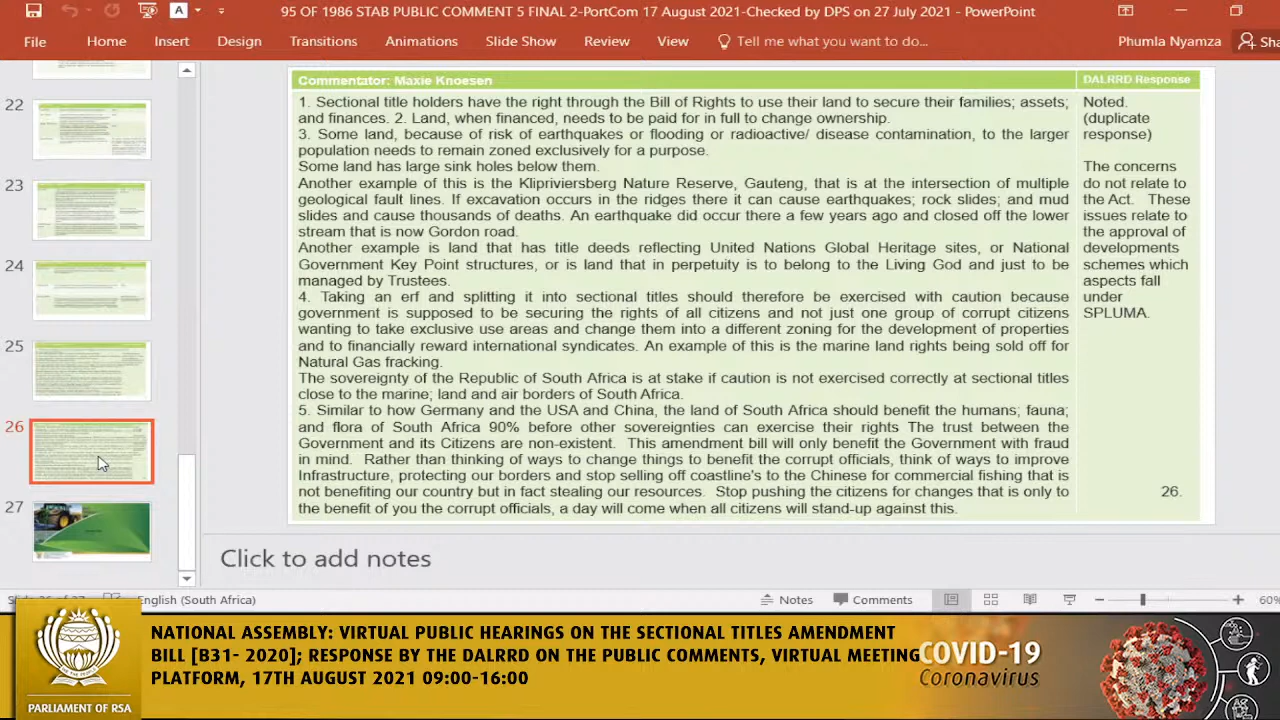 95 OF 1986 STAB PUBLIC COMMENT 5 FINAL 2-PortCom 17 August 2021-Checked by DPS on 27 July 2021 - PowerPoint
File Home Insert Design Transitions Animations Slide Show Review View Tell me what you want to do... Phumla Nyamza Sha
22
23
24
25
26
27
Commentator: Maxie Knoesen
1. Sectional title holders have the right through the Bill of Rights to use their land to secure their families; assets;
and finances. 2. Land, when financed, needs to be paid for in full to change ownership.
3. Some land, because of risk of earthquakes or flooding or radioactive/ disease contamination, to the larger
population needs to remain zoned exclusively for a purpose.
Some land has large sink holes below them.
Another example of this is the Klipriviersberg Nature Reserve, Gauteng, that is at the intersection of multiple
geological fault lines. If excavation occurs in the ridges there it can cause earthquakes; rock slides; and mud
slides and cause thousands of deaths. An earthquake did occur there a few years ago and closed off the lower
stream that is now Gordon road.
Another example is land that has title deeds reflecting United Nations Global Heritage sites, or National
Government Key Point structures, or is land that in perpetuity is to belong to the Living God and just to be
managed by Trustees.
4. Taking an erf and splitting it into sectional titles should therefore be exercised with caution because
government is supposed to be securing the rights of all citizens and not just one group of corrupt citizens
wanting to take exclusive use areas and change them into a different zoning for the development of properties
and to financially reward international syndicates. An example of this is the marine land rights being sold off for
Natural Gas fracking.
The sovereignty of the Republic of South Africa is at stake if caution is not exercised correctly at sectional titles
close to the marine; land and air borders of South Africa.
5. Similar to how Germany and the USA and China, the land of South Africa should benefit the humans; fauna;
and flora of South Africa 90% before other sovereignties can exercise their rights The trust between the
Government and its Citizens are non-existent. This amendment bill will only benefit the Government with fraud
in mind. Rather than thinking of ways to change things to benefit the corrupt officials, think of ways to improve
Infrastructure, protecting our borders and stop selling off coastline's to the Chinese for commercial fishing that is
not benefiting our country but in fact stealing our resources. Stop pushing the citizens for changes that is only to
the benefit of you the corrupt officials, a day will come when all citizens will stand-up against this.
DALRRD Response
Noted.
(duplicate
response)
The concerns
do not relate to
the Act. These
issues relate to
the approval of
developments
schemes which
aspects fall
under
SPLUMA.
26.
Click to add notes
English (South Africa) Notes Comments 60%
NATIONAL ASSEMBLY: VIRTUAL PUBLIC HEARINGS ON THE SECTIONAL TITLES AMENDMENT
BILL [B31- 2020]; RESPONSE BY THE DALRRD ON THE PUBLIC COMMENTS, VIRTUAL MEETING
PLATFORM, 17TH AUGUST 2021 09:00-16:00
PARLIAMENT OF RSA
COVID-19
Coronavirus